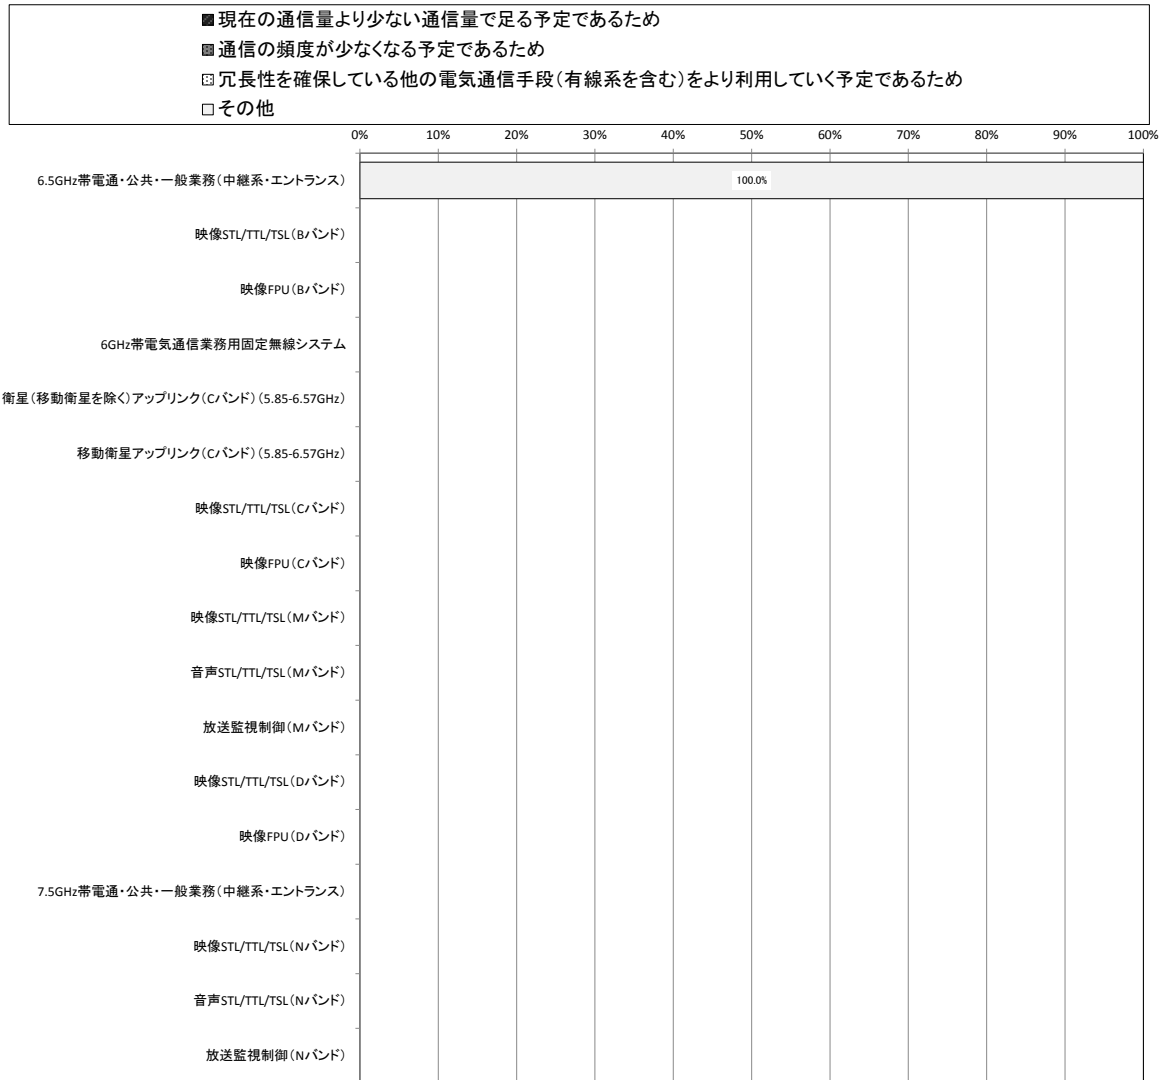 現在の通信量より少ない通信量で足る予定であるため
通信の頻度が少なくなる予定であるため
冗長性を確保している他の電気通信手段(有線系を含む)をより利用していく予定であるため
その他
0% 10% 20% 30% 40% 50% 60% 70% 80% 90% 100%
6.5GHz帯電通・公共・一般業務(中継系・エントランス)
100.0%
映像STL/TTL/TSL(Bバンド)
映像FPU(Bバンド)
6GHz帯電気通信業務用固定無線システム
衛星(移動衛星を除く)アップリンク(Cバンド)(5.85-6.57GHz)
移動衛星アップリンク(Cバンド)(5.85-6.57GHz)
映像STL/TTL/TSL(Cバンド)
映像FPU(Cバンド)
映像STL/TTL/TSL(Mバンド)
音声STL/TTL/TSL(Mバンド)
放送監視制御(Mバンド)
映像STL/TTL/TSL(Dバンド)
映像FPU(Dバンド)
7.5GHz帯電通・公共・一般業務(中継系・エントランス)
映像STL/TTL/TSL(Nバンド)
音声STL/TTL/TSL(Nバンド)
放送監視制御(Nバンド)